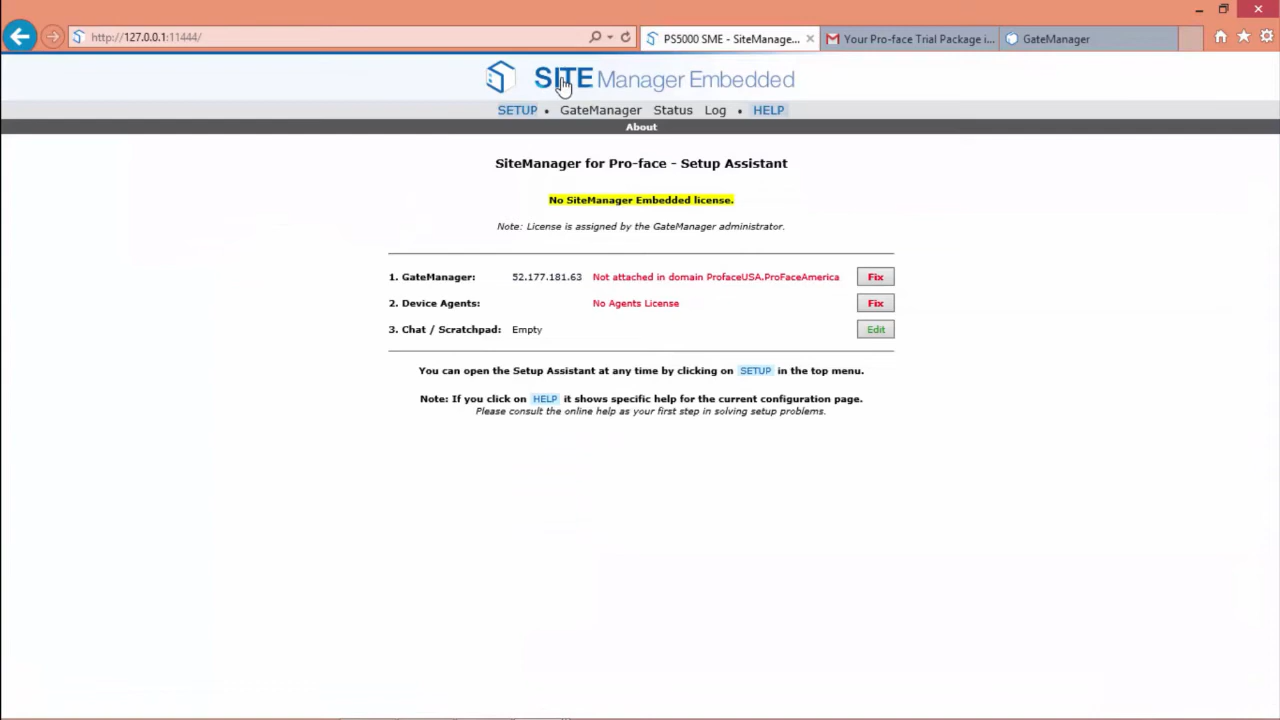 http://127.0.0.1:11444/
PS5000 SME - SiteManage...
Your Pro-face Trial Package i...
GateManager
SITE Manager Embedded
SETUP • GateManager Status Log • HELP
About
SiteManager for Pro-face - Setup Assistant
No SiteManager Embedded license.
Note: License is assigned by the GateManager administrator.
1. GateManager: 52.177.181.63 Not attached in domain ProfaceUSA.ProFaceAmerica Fix
2. Device Agents: No Agents License Fix
3. Chat / Scratchpad: Empty Edit
You can open the Setup Assistant at any time by clicking on SETUP in the top menu.
Note: If you click on HELP it shows specific help for the current configuration page.
Please consult the online help as your first step in solving setup problems.